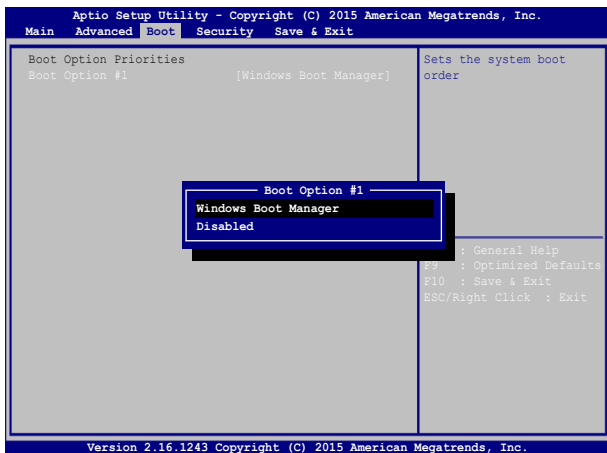 Aptio Setup Utility - Copyright (C) 2015 American Megatrends, Inc.
Main Advanced Boot Security Save & Exit
Boot Option Priorities
Boot Option #1 [Windows Boot Manager]
Sets the system boot
order
Boot Option #1
Windows Boot Manager
Disabled
: General Help
F9 : Optimized Defaults
F10 : Save & Exit
ESC/Right Click : Exit
Version 2.16.1243 Copyright (C) 2015 American Megatrends, Inc.